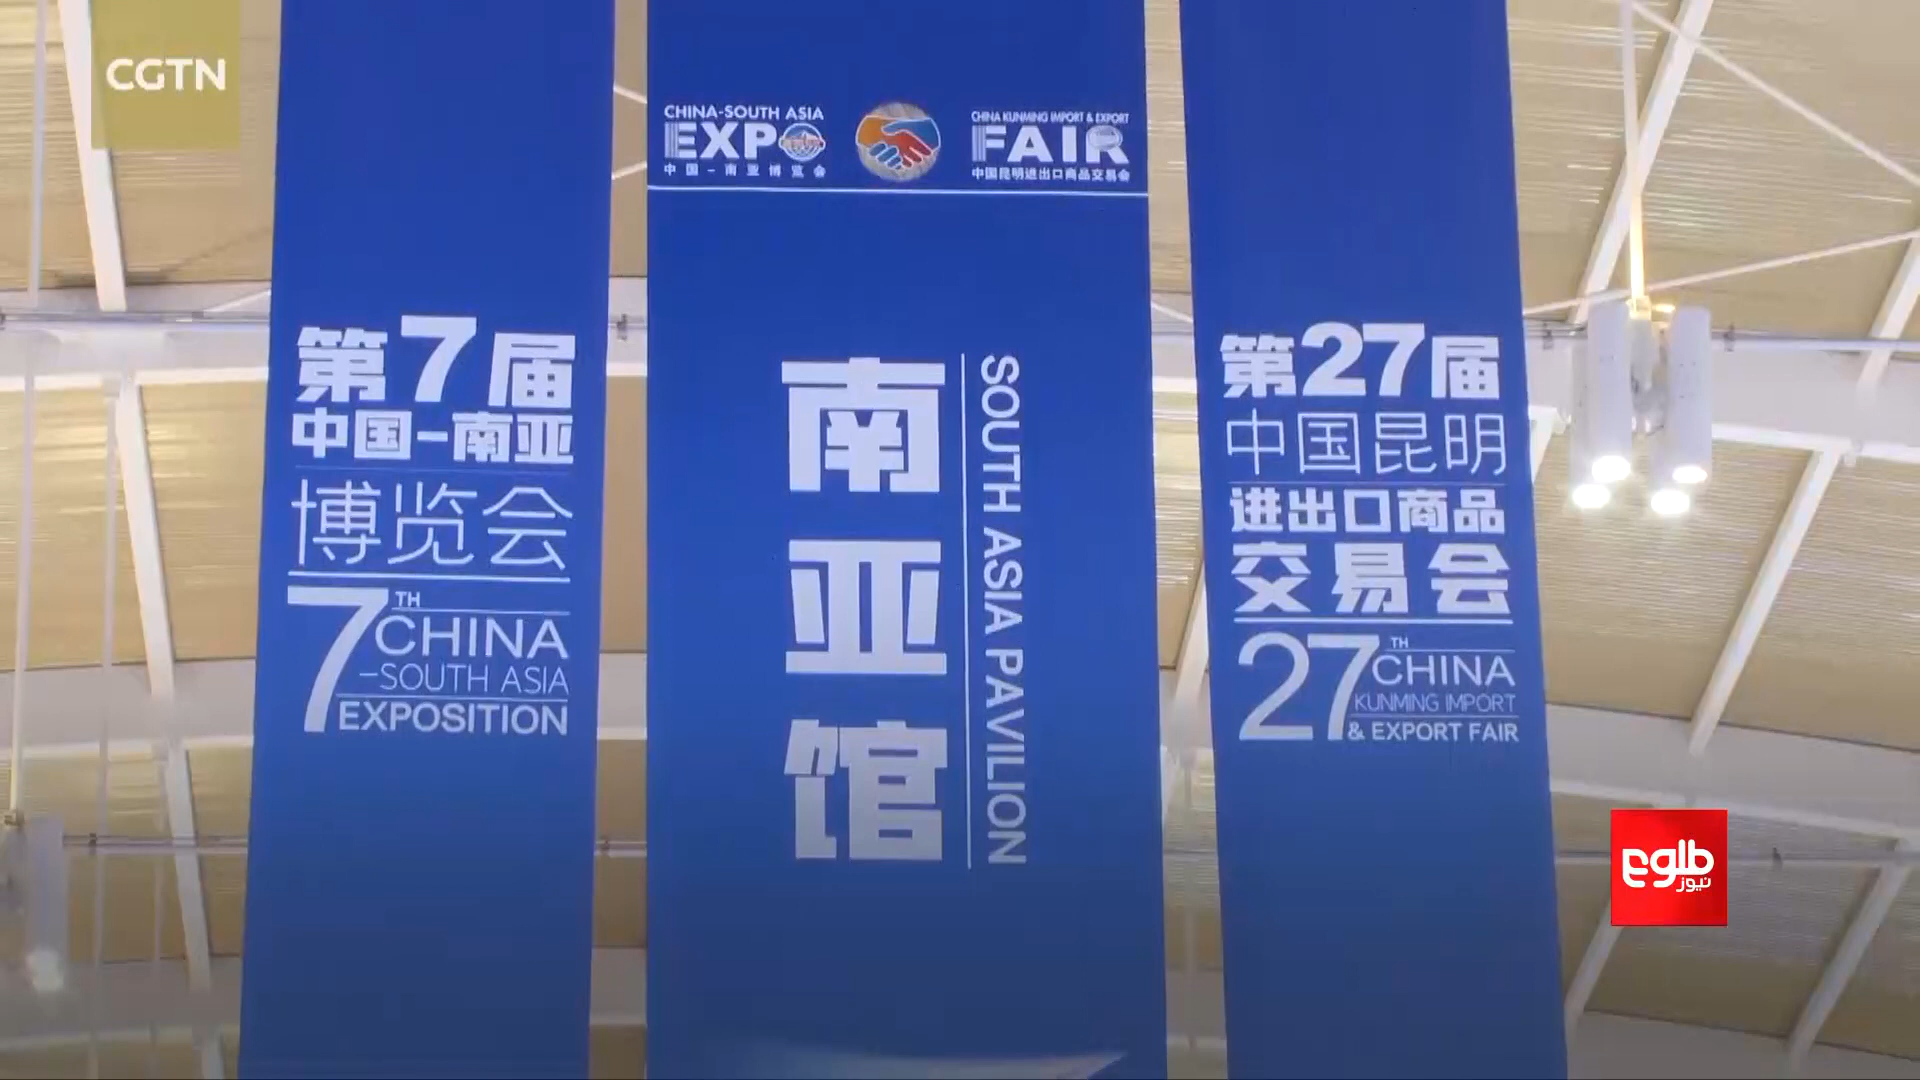 CGTN
CHINA-SOUTH ASIA
EXPO
中国-南亚博览会
CHINA KUNMING IMPORT & EXPORT
FAIR
中国昆明进出口商品交易会
第7届
中国-南亚
博览会
7TH
CHINA
-SOUTH ASIA
EXPOSITION
南亚馆
SOUTH ASIA PAVILION
第27届
中国昆明
进出口商品
交易会
27TH
CHINA
KUNMING IMPORT
& EXPORT FAIR
طلوع
نیوز